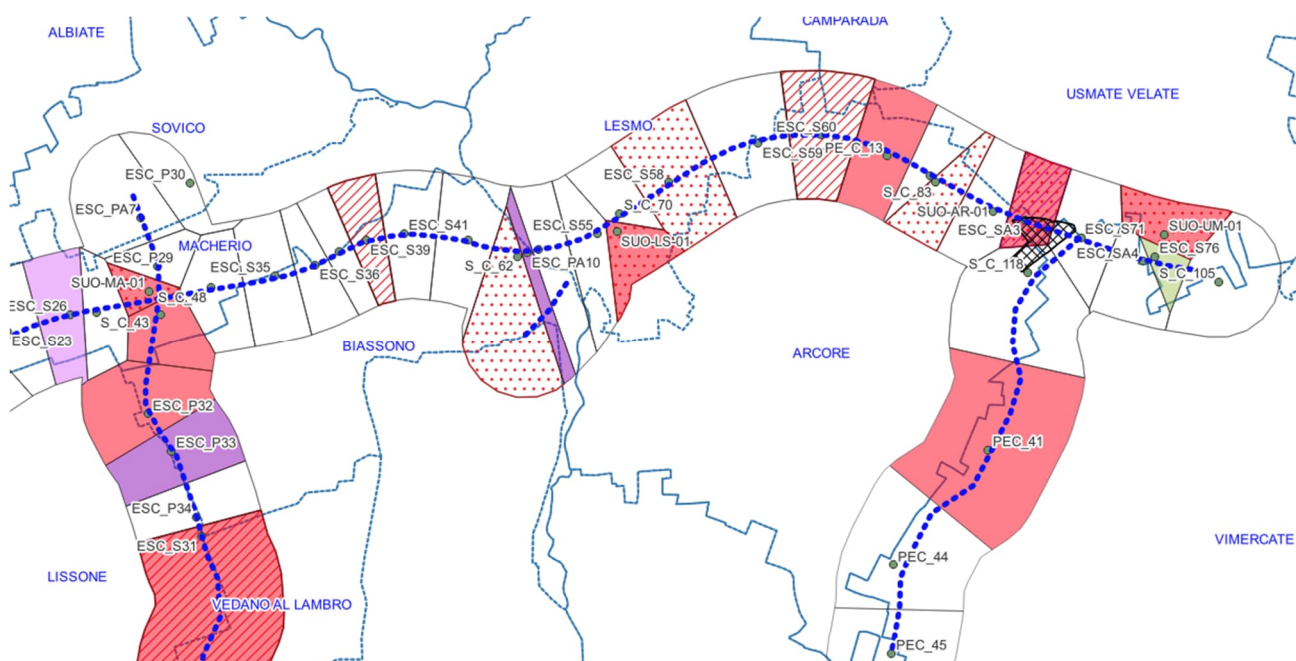 CAMPARADA
ALBIATE
USMATE VELATE
SOVICO
LESMO
ESC_S60
ESC_S59
PE_C_13
ESC_P30
ESC_S58
S_C_83
ESC_PA7
S_C_70
SUO-AR-01
ESC_SA3
ESC_S71
SUO-UM-01
ESC_S41
ESC_S55
SUO-LS-01
MACHERIO
ESC_S39
ESC_SA4
ESC_S76
ESC_P29
ESC_S35
ESC_S36
S_C_62
ESC_PA10
S_C_118
S_C_105
SUO-MA-01
S_C_48
ESC_S26
S_C_43
ESC_S23
BIASSONO
ARCORE
ESC_P32
ESC_P33
PEC_41
ESC_P34
VIMERCATE
ESC_S31
PEC_44
LISSONE
VEDANO AL LAMBRO
PEC_45